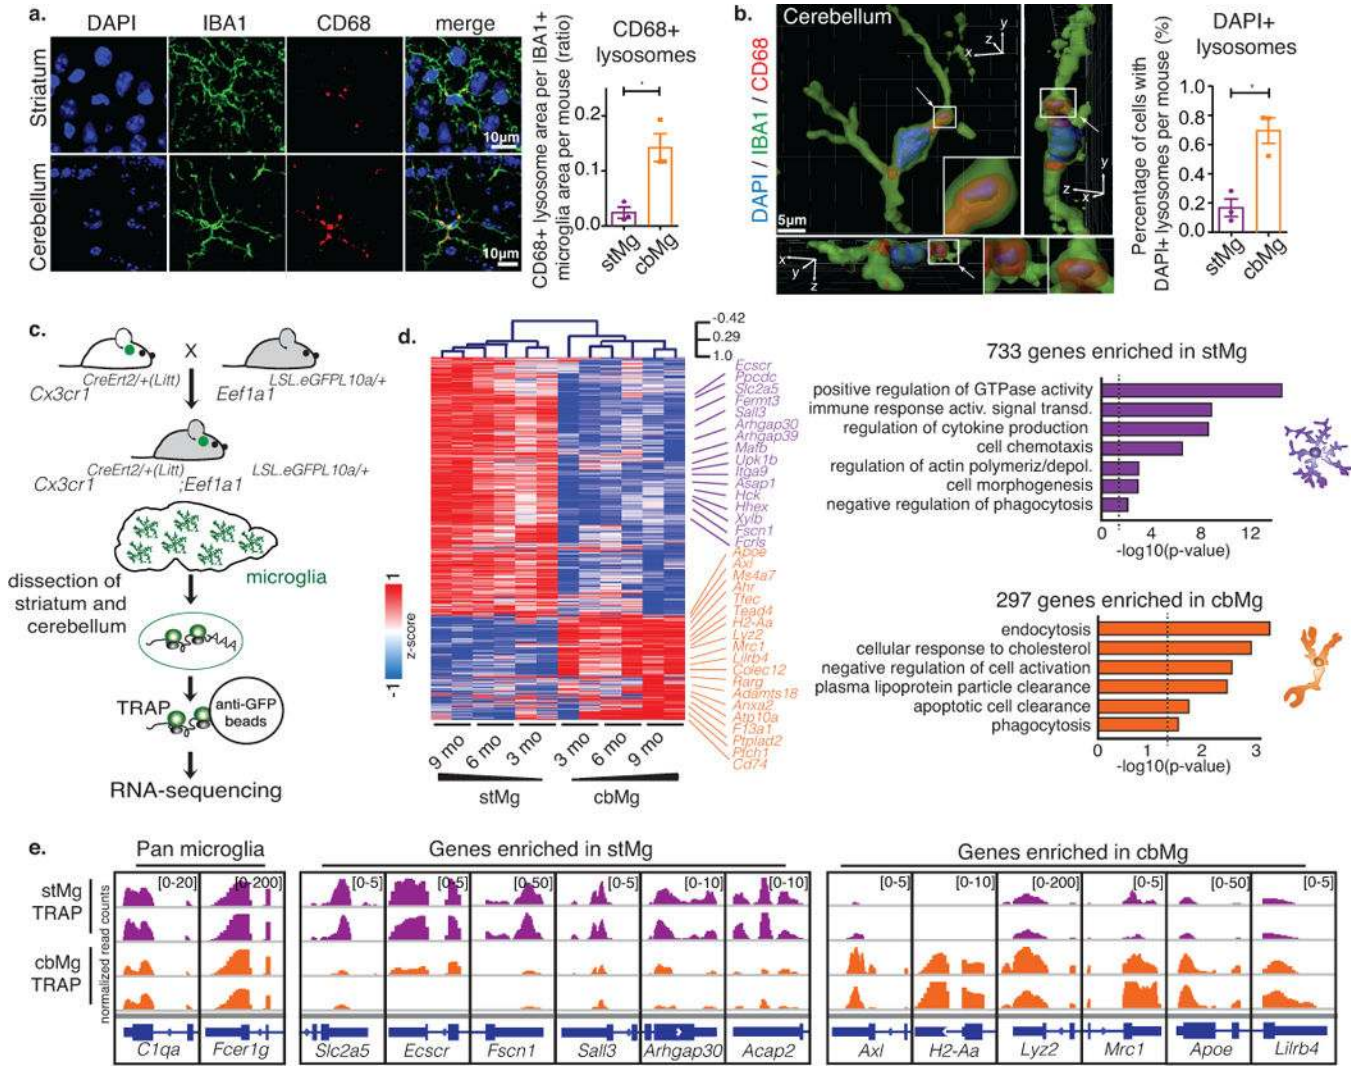 a.
DAPI
IBA1
CD68
merge
Striatum
Cerebellum
10µm
10µm
CD68+ lysosome area per IBA1+
microglia area per mouse (ratio)
CD68+
lysosomes
0.2
0.1
0.0
stMg
cbMg
b.
Cerebellum
DAPI / IBA1 / CD68
5µm
x
y
z
y
z
x
x
y
z
Percentage of cells with
DAPI+ lysosomes per mouse (%)
DAPI+
lysosomes
1.0
0.8
0.6
0.4
0.2
0.0
stMg
cbMg
c.
X
Cx3cr1 CreErt2/+(Litt)
Eef1a1 LSL.eGFPL10a/+
Cx3cr1 CreErt2/+(Litt) ;Eef1a1 LSL.eGFPL10a/+
microglia
dissection of
striatum and
cerebellum
AAA
TRAP
anti-GFP
beads
RNA-sequencing
d.
-0.42
0.29
1.0
z-score
1
-1
Ecscr
Ppcdc
Slc2a5
Fermt3
Sall3
Arhgap30
Arhgap39
Mafb
Upk1b
Itga9
Asap1
Hck
Hhex
Xylb
Fscn1
Fcrls
Apoe
Axl
Ms4a7
Ahr
Tfec
Tead4
H2-Aa
Lyz2
Mrc1
Lilrb4
Colec12
Rarg
Adamts18
Anxa2
Atp10a
F13a1
Ptplad2
Ptch1
Cd74
9 mo
6 mo
3 mo
3 mo
6 mo
9 mo
stMg
cbMg
733 genes enriched in stMg
positive regulation of GTPase activity
immune response activ. signal transd.
regulation of cytokine production
cell chemotaxis
regulation of actin polymeriz/depol.
cell morphogenesis
negative regulation of phagocytosis
0 4 8 12
-log10(p-value)
297 genes enriched in cbMg
endocytosis
cellular response to cholesterol
negative regulation of cell activation
plasma lipoprotein particle clearance
apoptotic cell clearance
phagocytosis
0 1 2 3
-log10(p-value)
e.
Pan microglia
Genes enriched in stMg
Genes enriched in cbMg
stMg
TRAP
cbMg
TRAP
normalized read counts
[0-20] [0-200] [0-5] [0-5] [0-50] [0-5] [0-10] [0-10] [0-5] [0-10] [0-200] [0-5] [0-50] [0-5]
C1qa Fcer1g Slc2a5 Ecscr Fscn1 Sall3 Arhgap30 Acap2 Axl H2-Aa Lyz2 Mrc1 Apoe Lilrb4